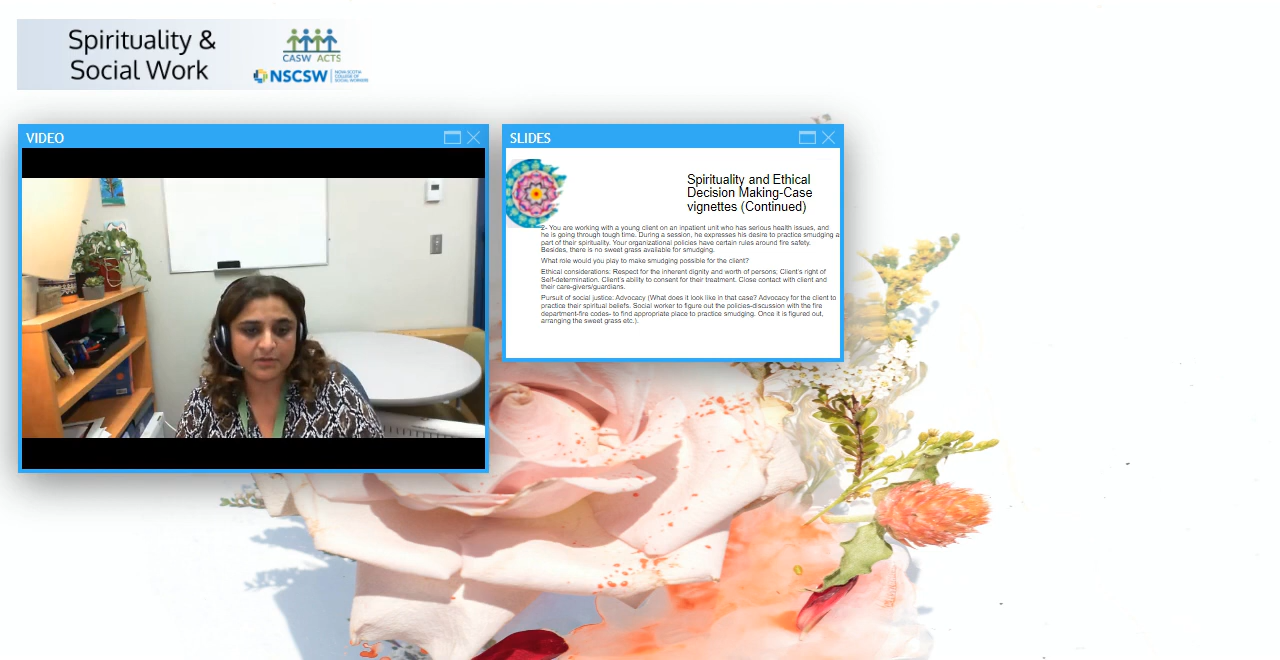 Spirituality &
Social Work
CASW ACTS
NSCSW
NOVA SCOTIA
COLLEGE OF
SOCIAL WORKERS
VIDEO
SLIDES
Spirituality and Ethical
Decision Making-Case
vignettes (Continued)
2- You are working with a young client on an inpatient unit who has serious health issues, and
he is going through tough time. During a session, he expresses his desire to practice smudging a
part of their spirituality. Your organizational policies have certain rules around fire safety.
Besides, there is no sweet grass available for smudging.
What role would you play to make smudging possible for the client?
Ethical considerations: Respect for the inherent dignity and worth of persons; Client's right of
Self-determination. Client's ability to consent for their treatment. Close contact with client and
their care-givers/guardians.
Pursuit of social justice: Advocacy (What does it look like in that case? Advocacy for the client to
practice their spiritual beliefs. Social worker to figure out the policies-discussion with the fire
department-fire codes- to find appropriate place to practice smudging. Once it is figured out,
arranging the sweet grass etc.).